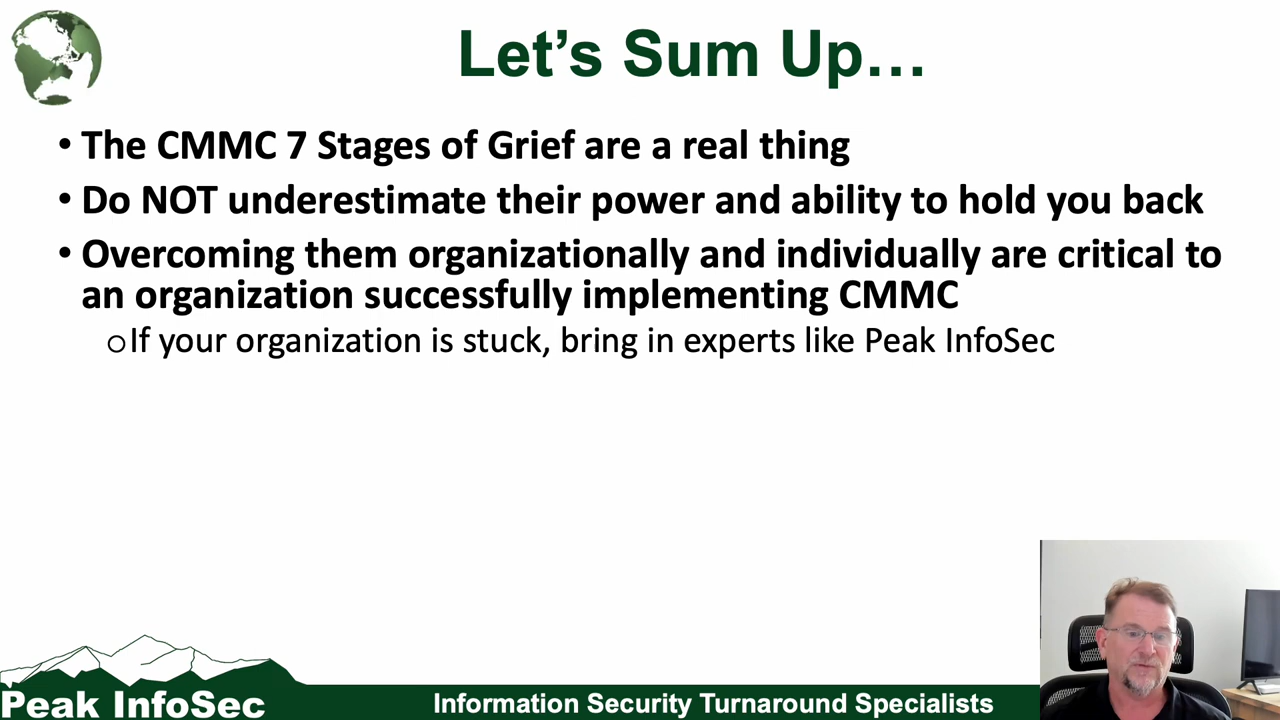 Let's Sum Up...
• The CMMC 7 Stages of Grief are a real thing
• Do NOT underestimate their power and ability to hold you back
• Overcoming them organizationally and individually are critical to
an organization successfully implementing CMMC
oIf your organization is stuck, bring in experts like Peak InfoSec
Peak InfoSec
Information Security Turnaround Specialists